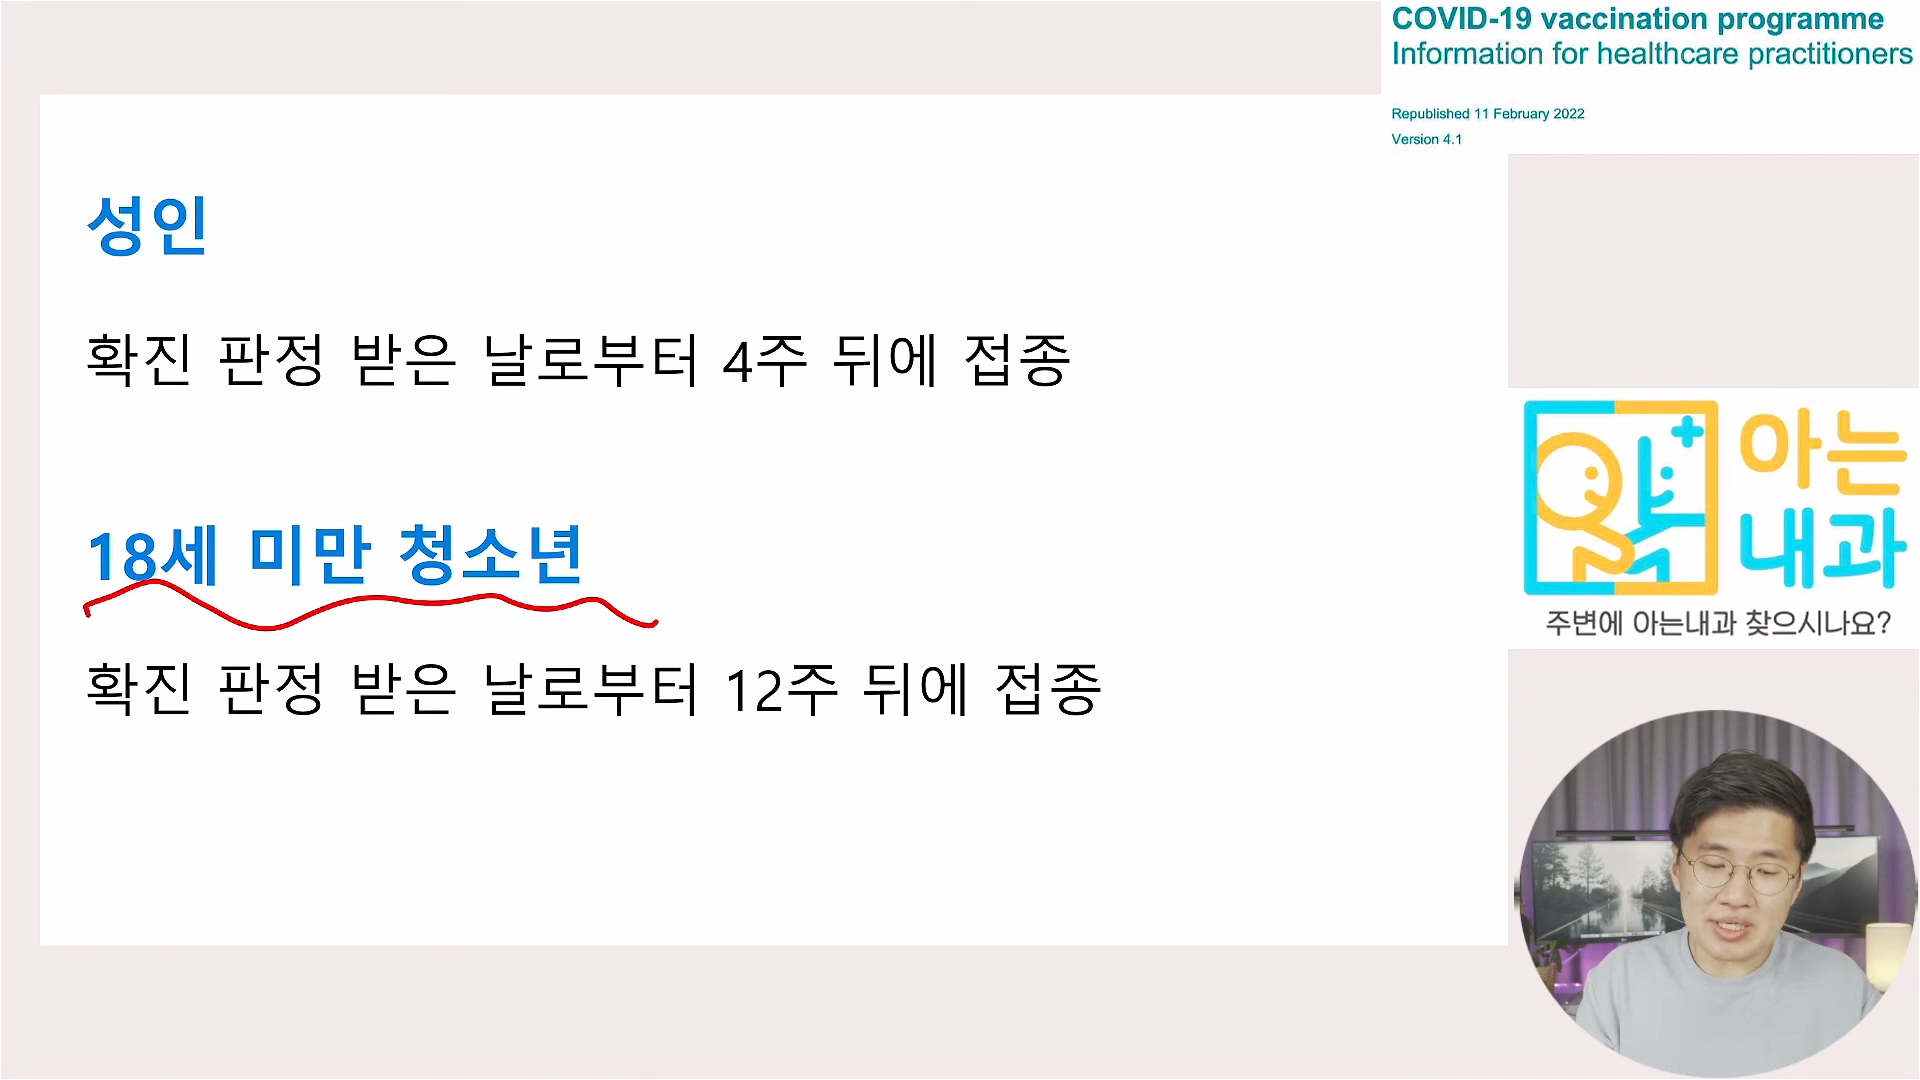 COVID-19 vaccination programme
Information for healthcare practitioners
Republished 11 February 2022
Version 4.1
성인
확진 판정 받은 날로부터 4주 뒤에 접종
18세 미만 청소년
확진 판정 받은 날로부터 12주 뒤에 접종
아는
내과
주변에 아는내과 찾으시나요?